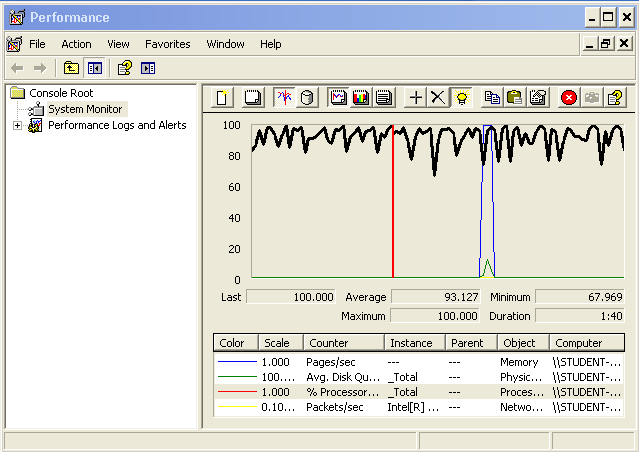 Performance
File Action View Favorites Window Help
Console Root
System Monitor
Performance Logs and Alerts
100
80
60
40
20
0
Last 100.000 Average 93.127 Minimum 67.969
Maximum 100.000 Duration 1:40
Color Scale Counter Instance Parent Object Computer
1.000 Pages/sec --- --- Memory \\STUDENT-...
100.... Avg. Disk Qu... _Total --- Physic... \\STUDENT-...
1.000 % Processor... _Total --- Proces... \\STUDENT-...
0.10... Packets/sec Intel[R] ... --- Netwo... \\STUDENT-...